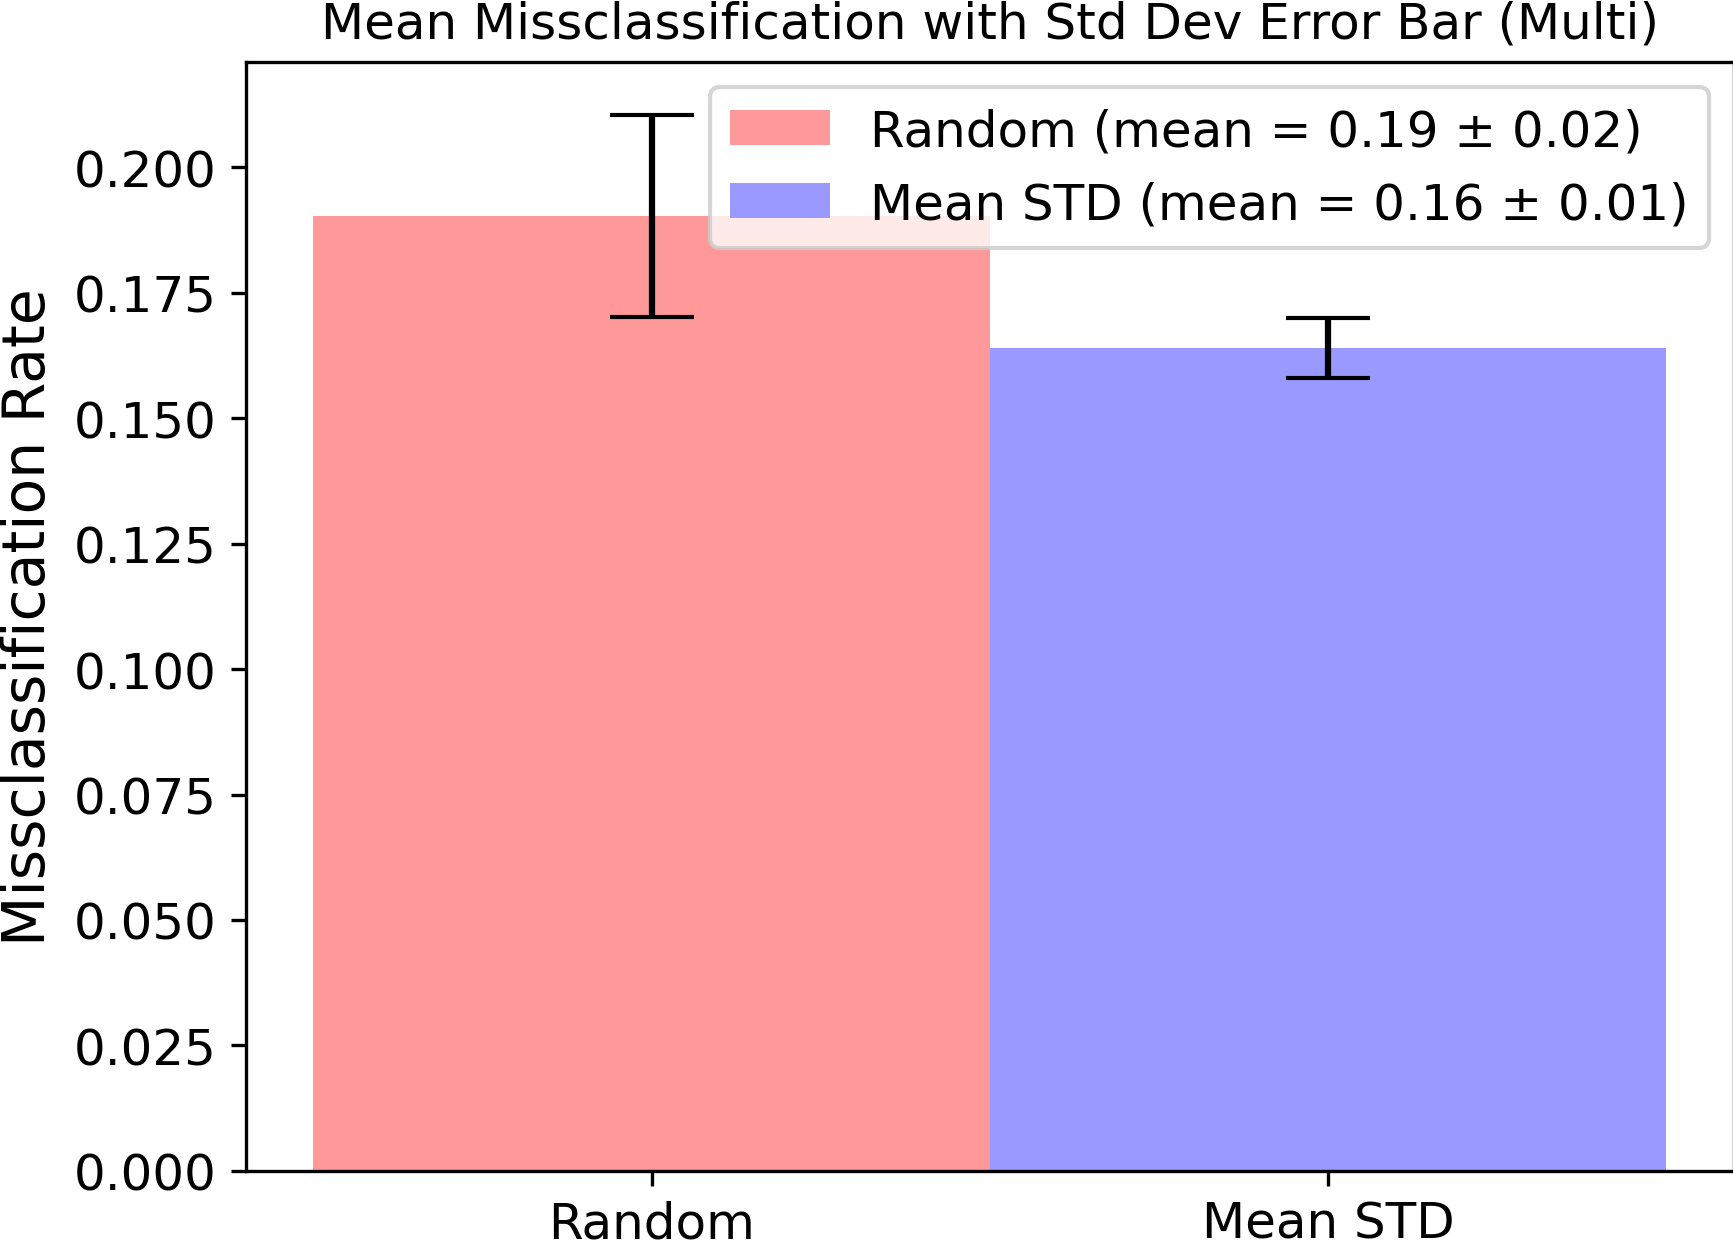 Mean Missclassification with Std Dev Error Bar (Multi)
Random (mean = 0.19 ± 0.02)
Mean STD (mean = 0.16 ± 0.01)
Missclassification Rate
0.200
0.175
0.150
0.125
0.100
0.075
0.050
0.025
0.000
Random
Mean STD